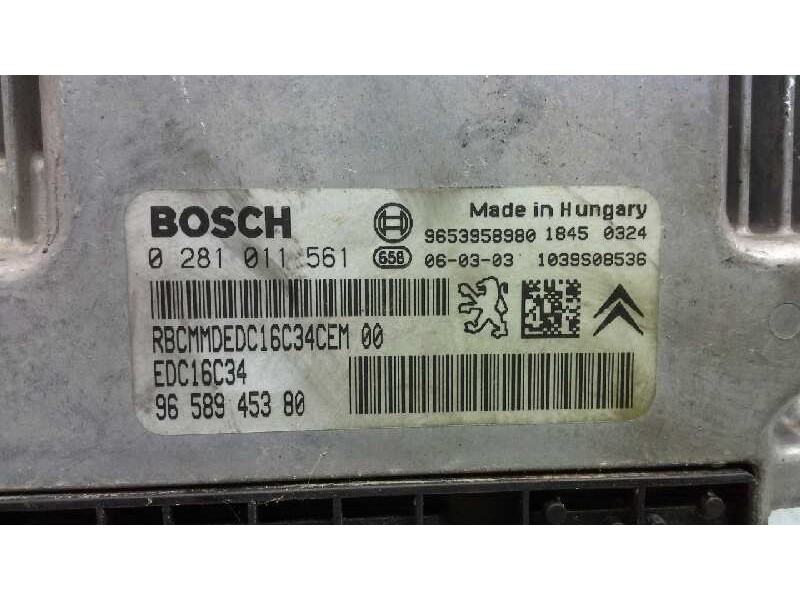 BOSCH
Made in Hungary
9653958980 1845 0324
0 281 011 561
658
06-03-03 1039S08536
RBCMMDEDC16C34CEM 00
EDC16C34
96 589 453 80